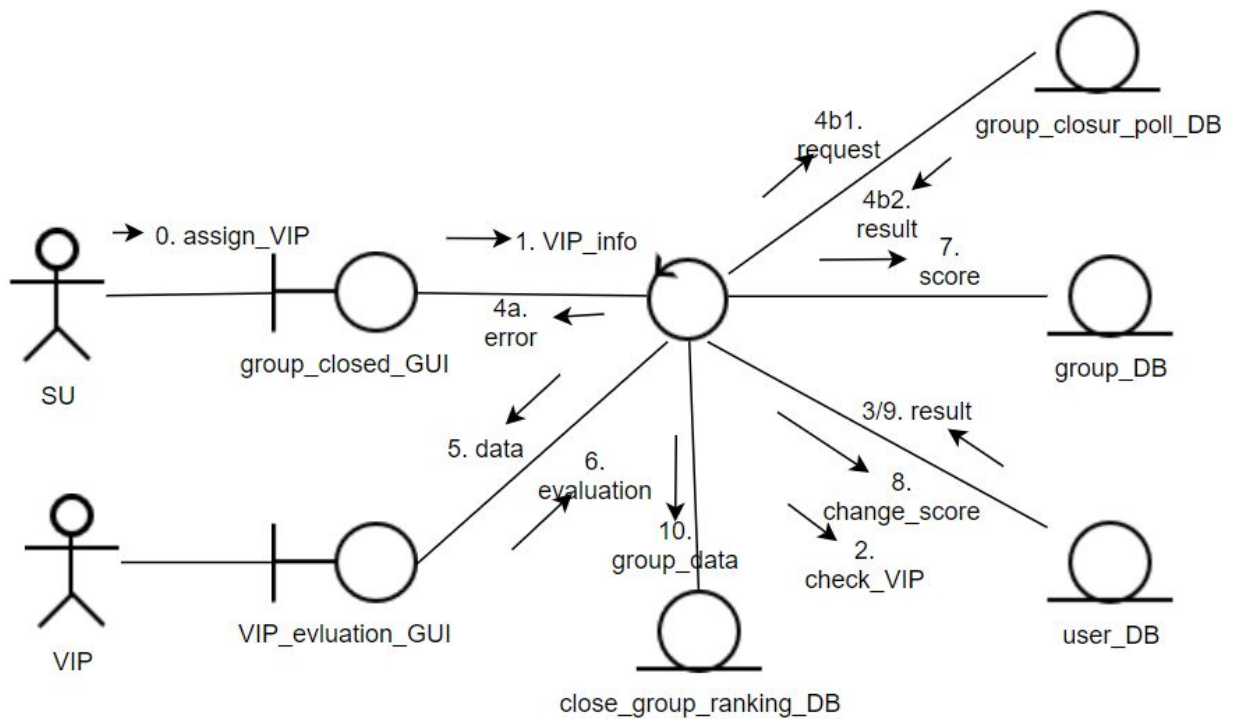 group_closur_poll_DB
4b1.
request
4b2.
result
0. assign_VIP
1. VIP_info
7.
score
4a.
error
group_closed_GUI
SU
group_DB
3/9. result
5. data
6.
evaluation
8.
change_score
10.
group_data
2.
check_VIP
VIP_evluation_GUI
VIP
user_DB
close_group_ranking_DB